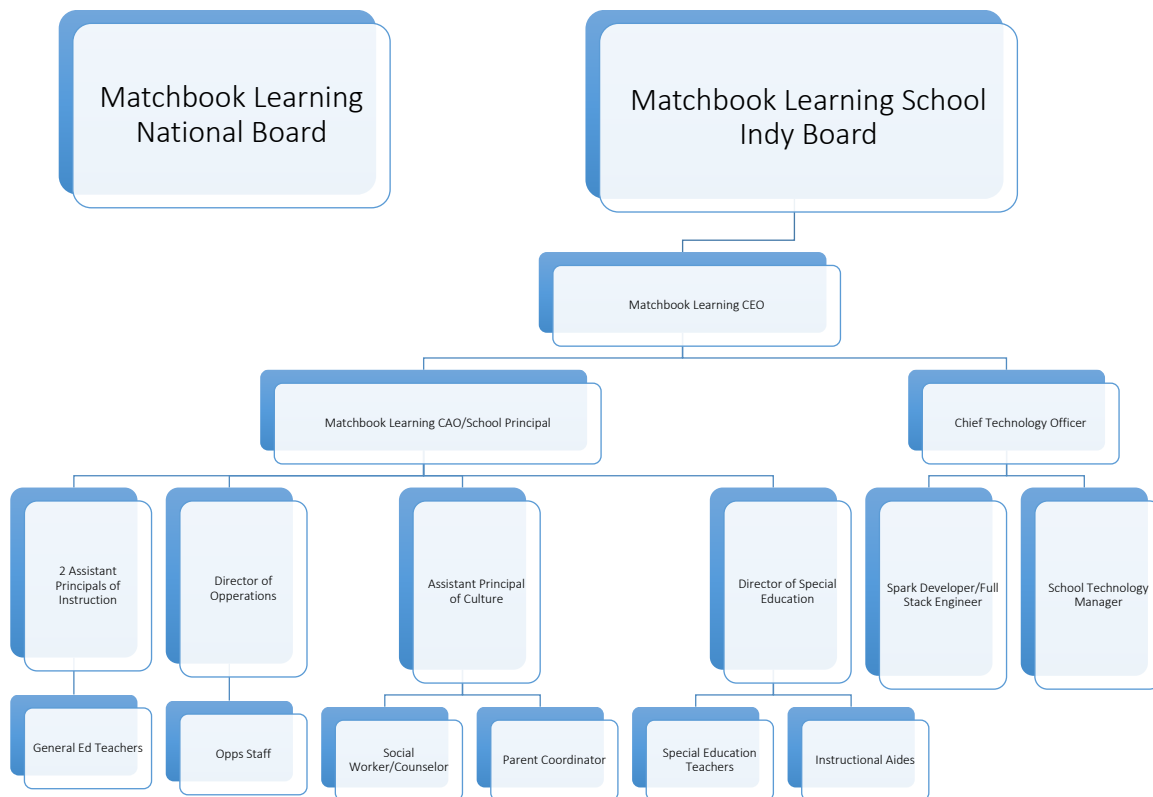 Matchbook Learning
National Board
Matchbook Learning School
Indy Board
Matchbook Learning CEO
Matchbook Learning CAO/School Principal
Chief Technology Officer
2 Assistant
Principals of
Instruction
Director of
Opperations
Assistant Principal
of Culture
Director of Special
Education
Spark Developer/Full
Stack Engineer
School Technology
Manager
General Ed Teachers
Opps Staff
Social
Worker/Counselor
Parent Coordinator
Special Education
Teachers
Instructional Aides